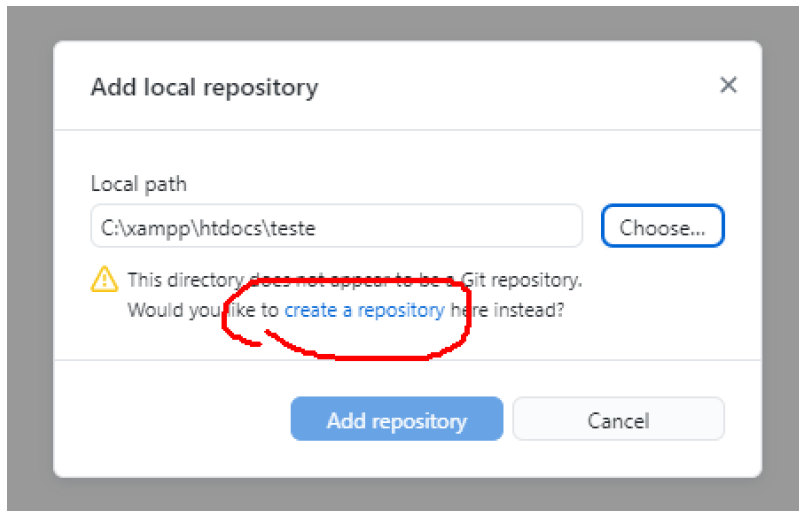 Add local repository
Local path
C:\xampp\htdocs\teste
Choose...
This directory does not appear to be a Git repository.
Would you like to create a repository here instead?
Add repository
Cancel